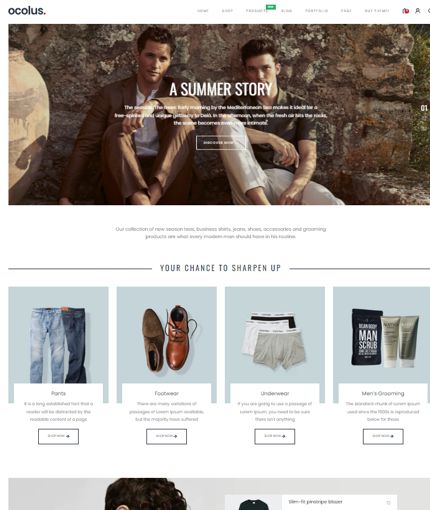 ocolus.
HOME SHOP PRODUCTS NEW BLOG PORTFOLIO PAGE BUY THEME!
A SUMMER STORY
The season. The trees. Early morning by the Mediterranean Sea makes it ideal for a
free-spirited and unique getaway to Deià. In the afternoon, when the fresh air hits the rocks,
the scene becomes even more intimate.
DISCOVER NOW
01
Our collection of new season teas, business shirts, jeans, shoes, accessories and grooming
products are what every modern man should have in his routine.
YOUR CHANCE TO SHARPEN UP
MAN
SCRUB
Pants
It is a long established fact that a
reader will be distracted by the
readable content of a page
SHOP NOW
Footwear
There are many variations of
passages of Lorem Ipsum available,
but the majority have suffered
SHOP NOW
Underwear
If you are going to use a passage of
Lorem Ipsum, you need to be sure
there isn't anything
SHOP NOW
Men's Grooming
The standard chunk of Lorem Ipsum
used since the 1500s is reproduced
below for those
SHOP NOW
Slim-fit pinstripe blazer